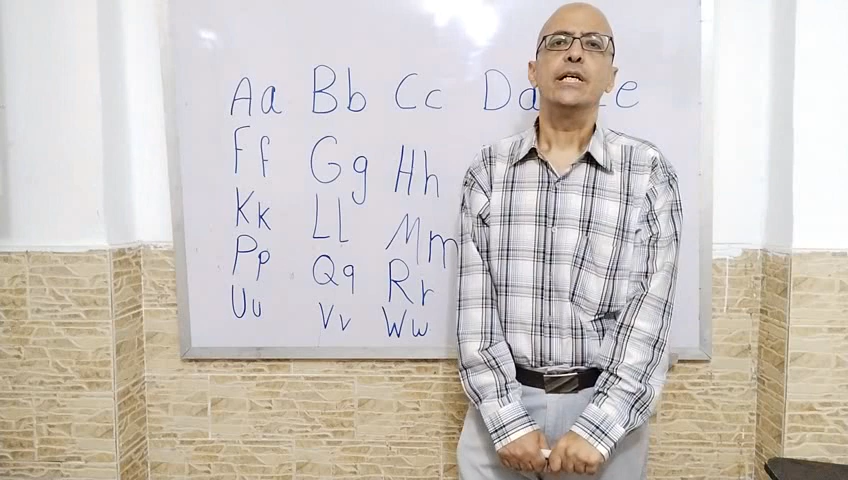 Aa Bb Cc D e
Ff Gg Hh
Kk Ll Mm
Pp Qq Rr
Uu Vv Ww